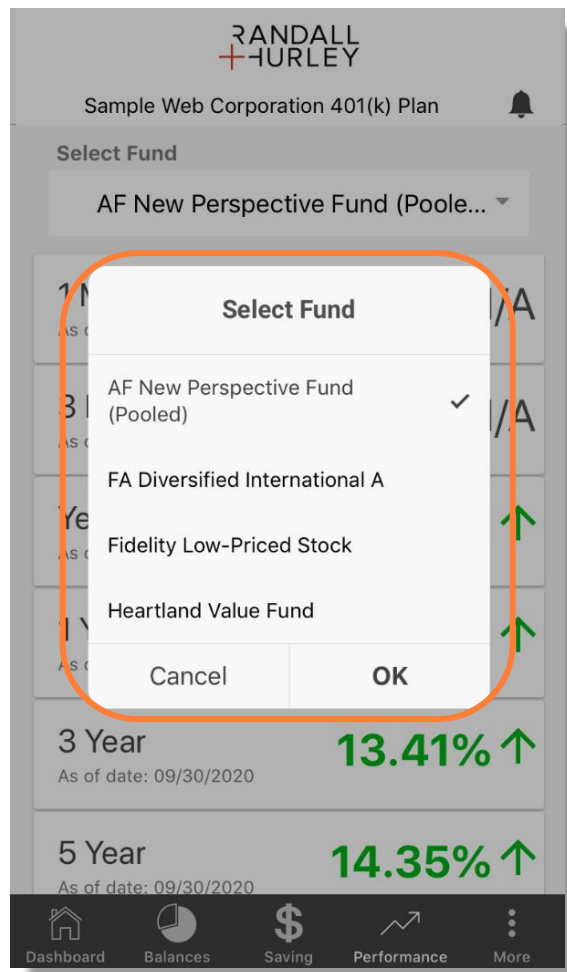 RANDALL
HURLEY
Sample Web Corporation 401(k) Plan
Select Fund
AF New Perspective Fund (Poole...
Select Fund
AF New Perspective Fund
(Pooled)
FA Diversified International A
Fidelity Low-Priced Stock
Heartland Value Fund
Cancel OK
3 Year 13.41%
As of date: 09/30/2020
5 Year 14.35%
As of date: 09/30/2020
Dashboard Balances Saving Performance More